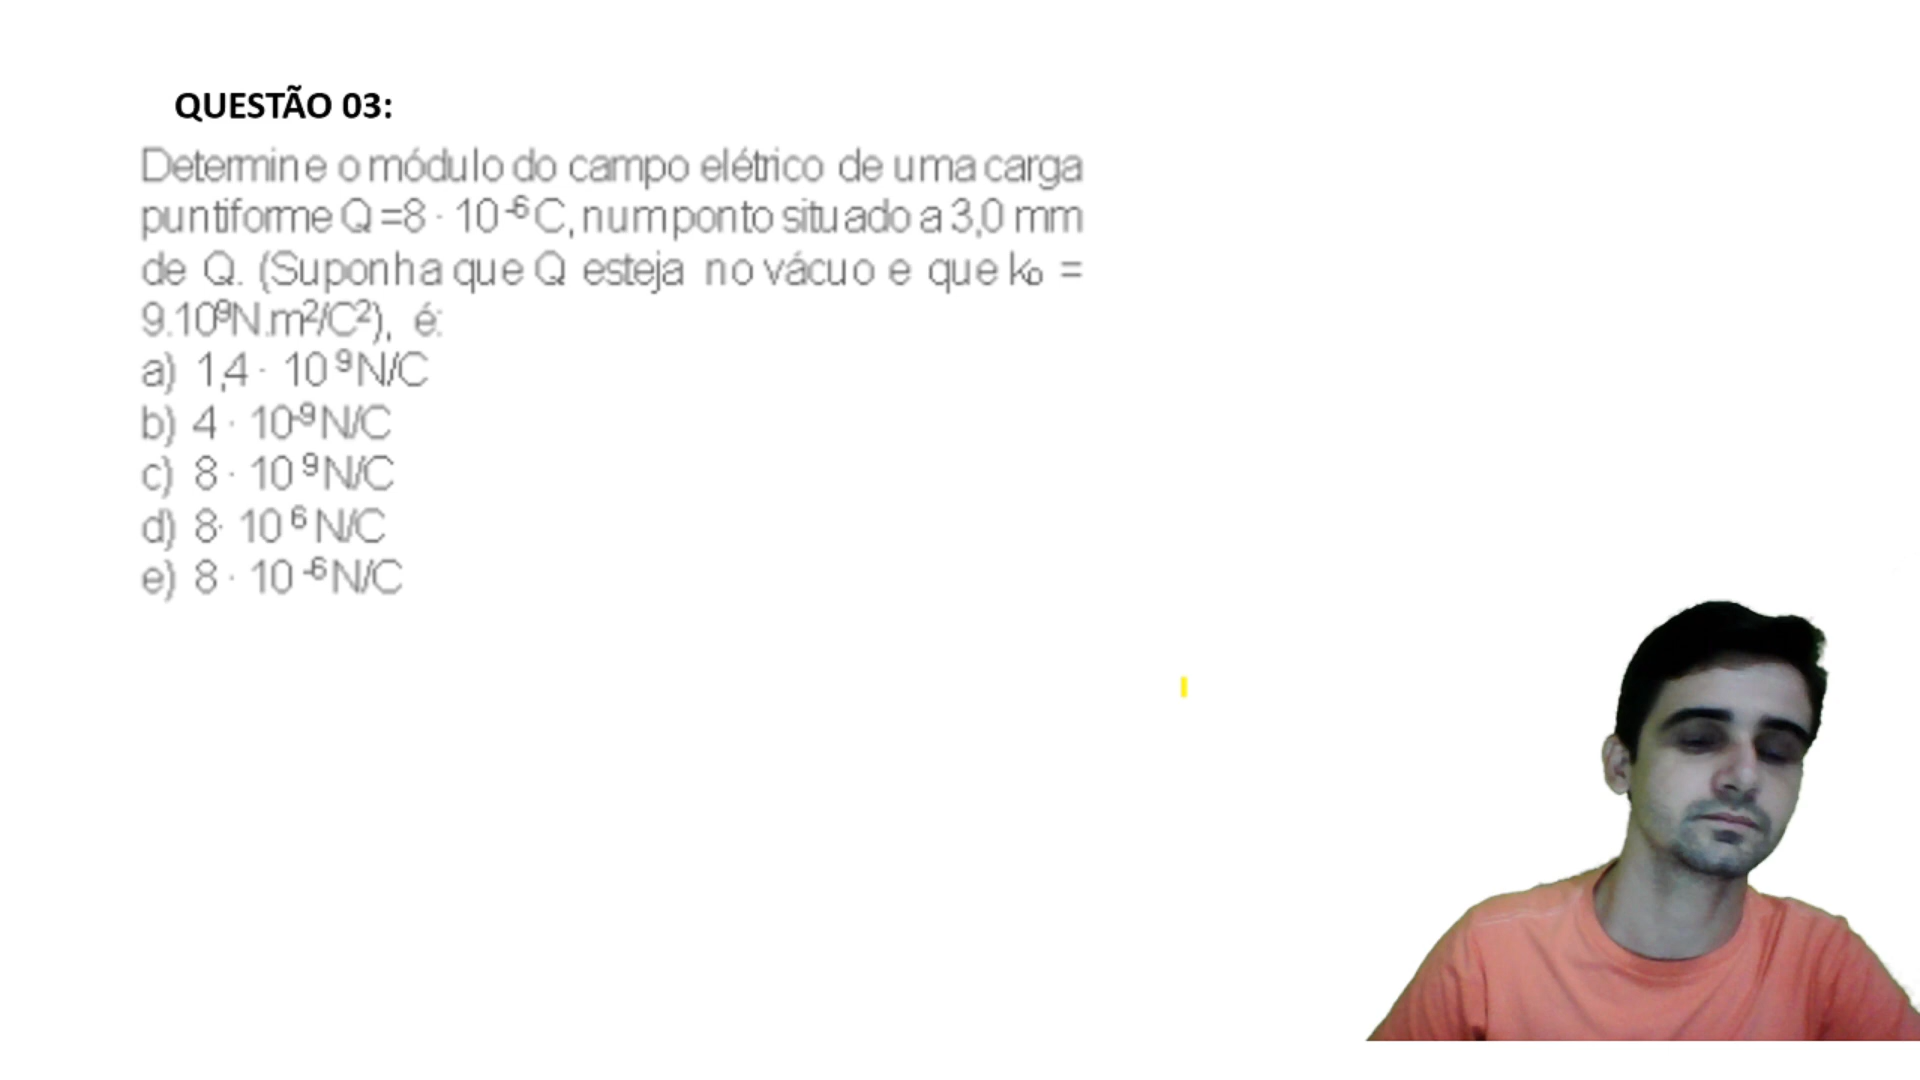 QUESTÃO 03:
Determine o módulo do campo elétrico de uma carga
puntiforme Q =8 · 10⁻⁶ C, num ponto situado a 3,0 mm
de Q. (Suponha que Q esteja no vácuo e que k₀ =
9.10⁹N.m²/C²), é:
a) 1,4 · 10⁹ N/C
b) 4 · 10⁻⁹ N/C
c) 8 · 10⁹ N/C
d) 8· 10⁶ N/C
e) 8 · 10⁻⁶ N/C